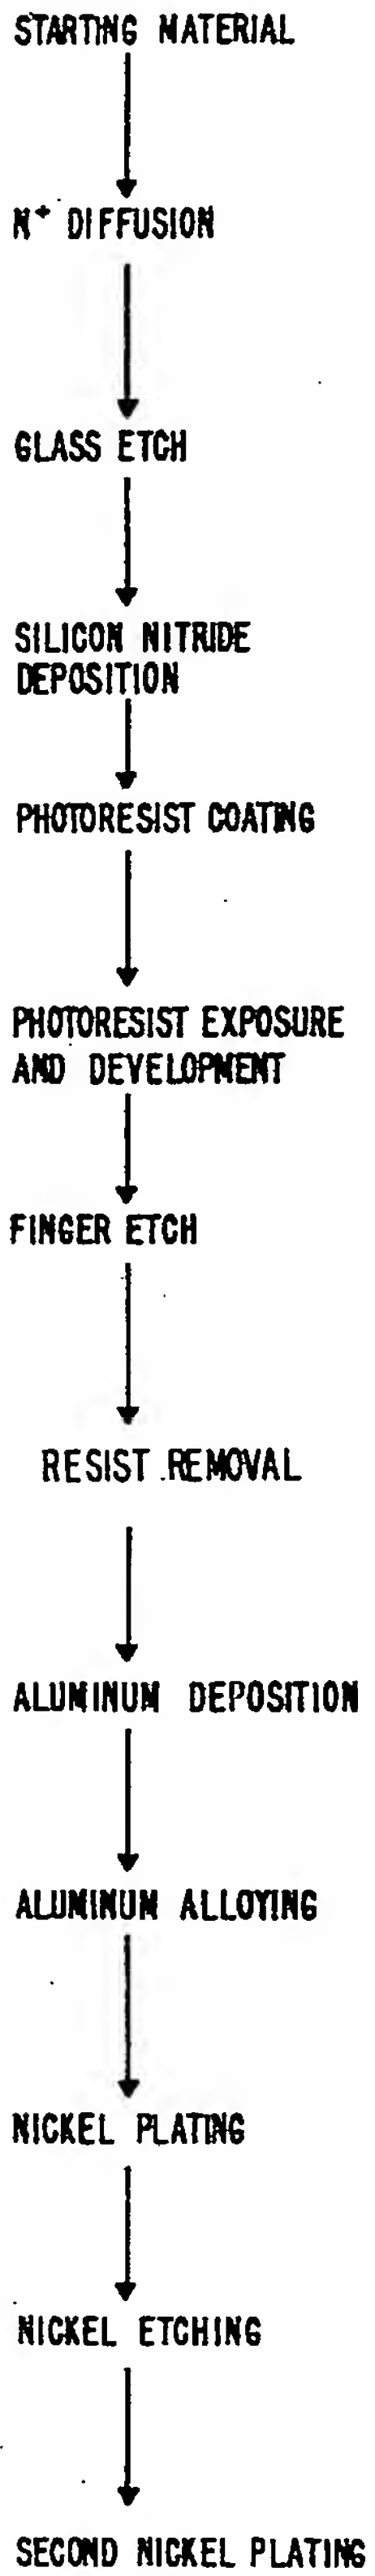 STARTING MATERIAL
N+ DIFFUSION
GLASS ETCH
SILICON NITRIDE
DEPOSITION
PHOTORESIST COATING
PHOTORESIST EXPOSURE
AND DEVELOPMENT
FINGER ETCH
RESIST REMOVAL
ALUMINUM DEPOSITION
ALUMINUM ALLOYING
NICKEL PLATING
NICKEL ETCHING
SECOND NICKEL PLATING